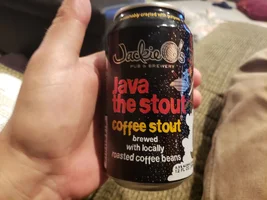 Jackie O's
PUB & BREWERY
Java
the stout
coffee stout
brewed
with locally
roasted coffee beans